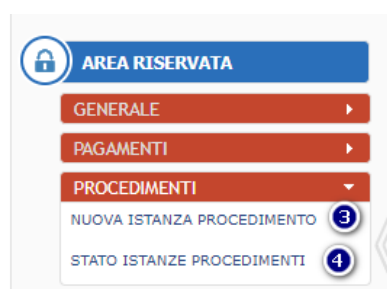 AREA RISERVATA
GENERALE
PAGAMENTI
PROCEDIMENTI
NUOVA ISTANZA PROCEDIMENTO 3
STATO ISTANZE PROCEDIMENTI 4